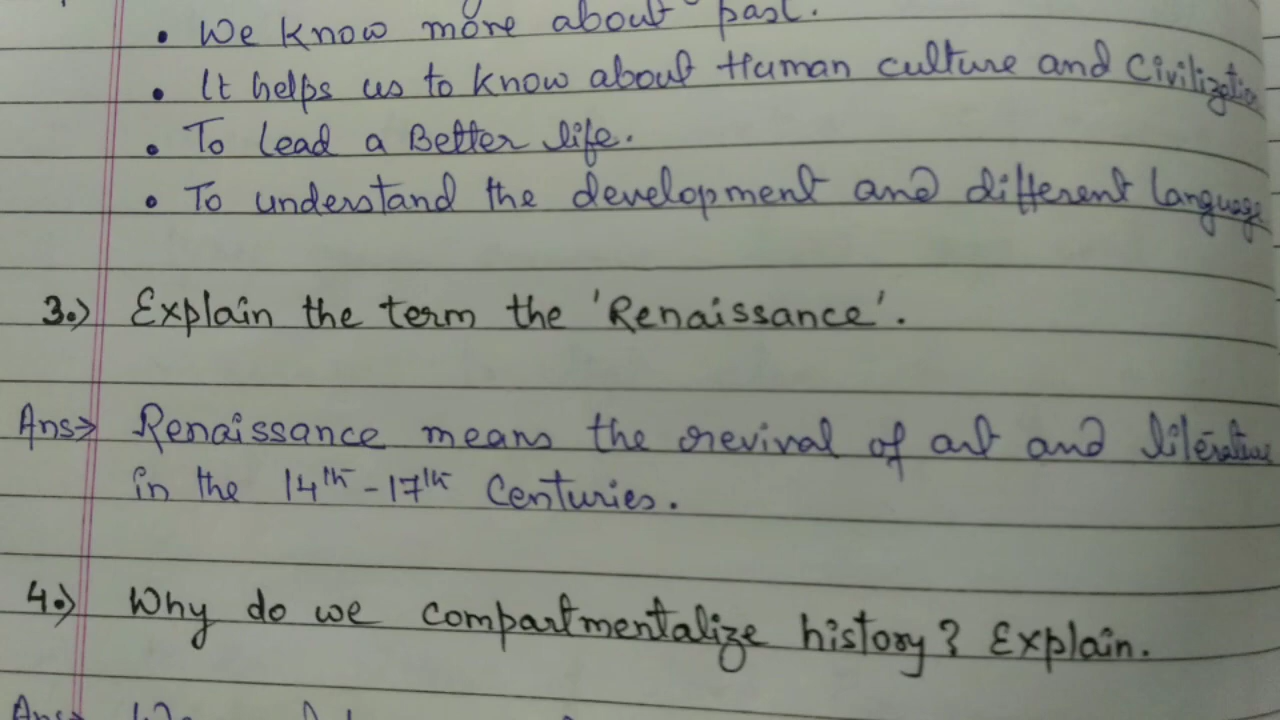 • We know more about past.
• It helps us to know about Human culture and Civilization
• To lead a Better life.
• To understand the development and different language
3.) Explain the term the 'Renaissance'.
Ans⇒ Renaissance means the revival of art and literature
in the 14th - 17th Centuries.
4.) Why do we compartmentalize history? Explain.
Ans⇒